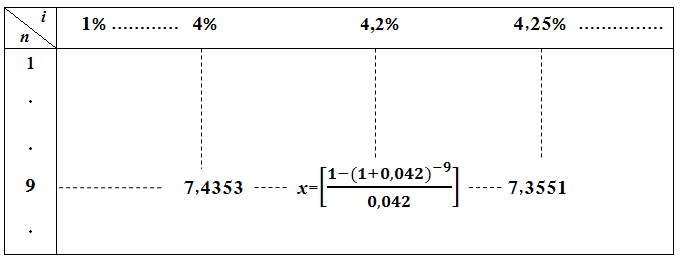 i
n
1% ………… 4% 4,2% 4,25% ……………
1
.
.
9 7,4353 x=[1−(1+0,042)⁻⁹/0,042] 7,3551
.